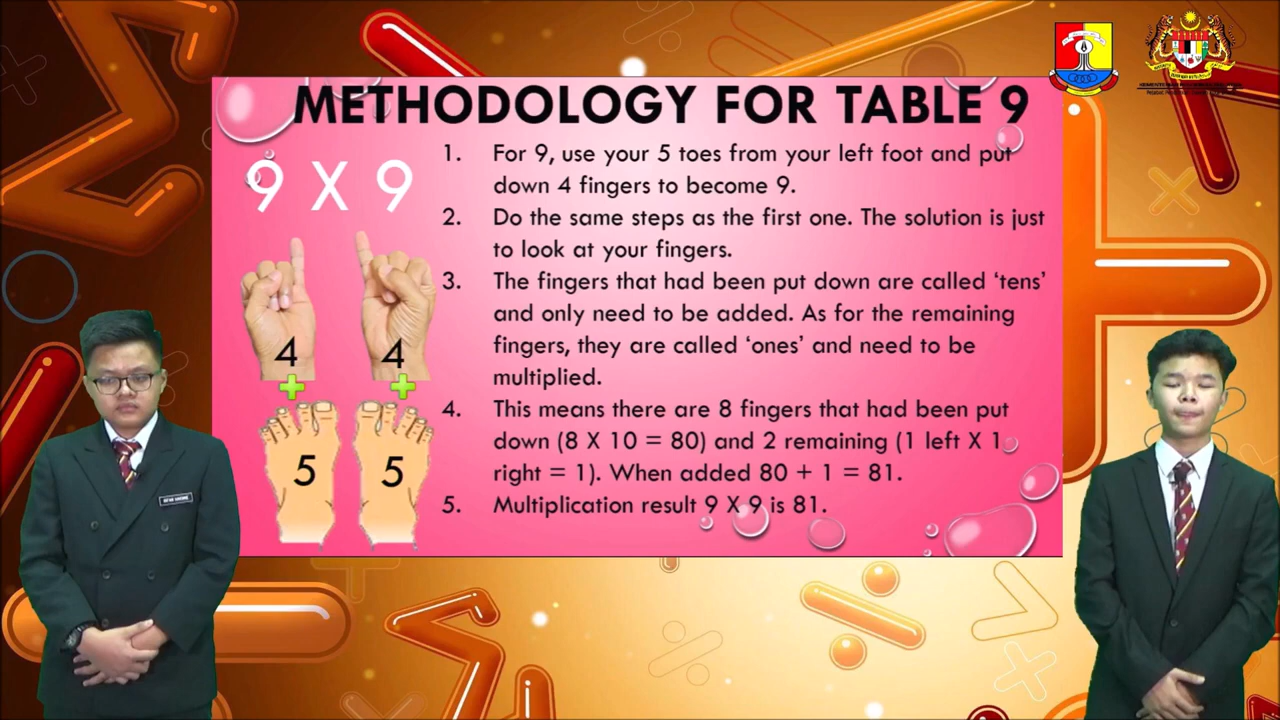 METHODOLOGY FOR TABLE 9
9 X 9
4
4
5
5
1. For 9, use your 5 toes from your left foot and put
down 4 fingers to become 9.
2. Do the same steps as the first one. The solution is just
to look at your fingers.
3. The fingers that had been put down are called ‘tens’
and only need to be added. As for the remaining
fingers, they are called ‘ones’ and need to be
multiplied.
4. This means there are 8 fingers that had been put
down (8 X 10 = 80) and 2 remaining (1 left X 1
right = 1). When added 80 + 1 = 81.
5. Multiplication result 9 X 9 is 81.